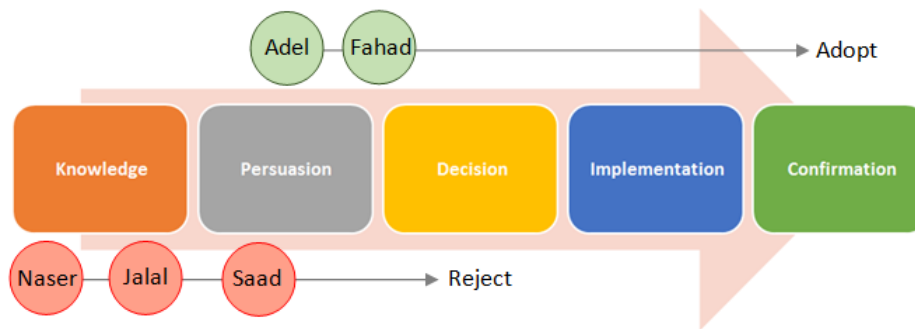 Adel
Fahad
Adopt
Knowledge
Persuasion
Decision
Implementation
Confirmation
Naser
Jalal
Saad
Reject